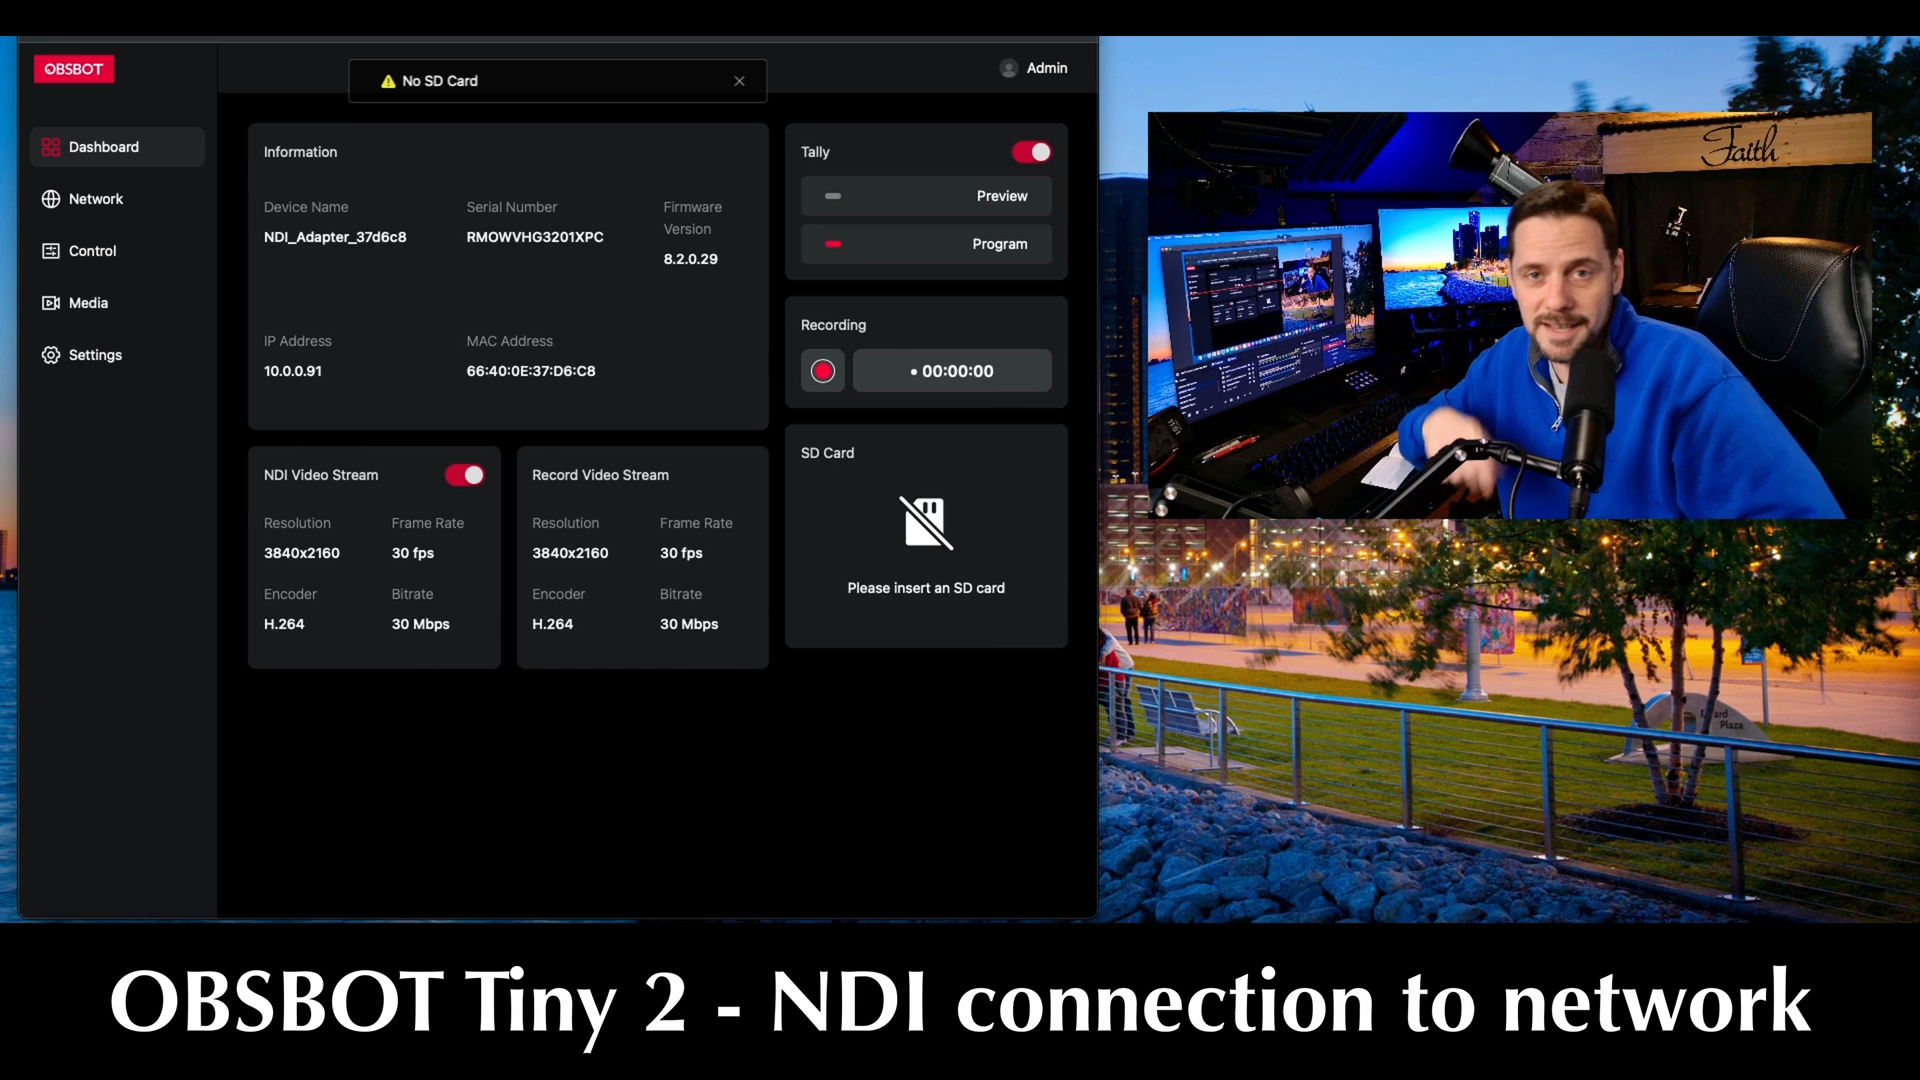 OBSBOT
No SD Card
Admin
Dashboard
Network
Control
Media
Settings
Information
Device Name
NDI_Adapter_37d6c8
Serial Number
RMOWVHG3201XPC
Firmware
Version
8.2.0.29
IP Address
10.0.0.91
MAC Address
66:40:0E:37:D6:C8
Tally
Preview
Program
Recording
00:00:00
NDI Video Stream
Resolution
Frame Rate
3840x2160
30 fps
Encoder
Bitrate
H.264
30 Mbps
Record Video Stream
Resolution
Frame Rate
3840x2160
30 fps
Encoder
Bitrate
H.264
30 Mbps
SD Card
Please insert an SD card
Faith
Plaza
OBSBOT Tiny 2 - NDI connection to network